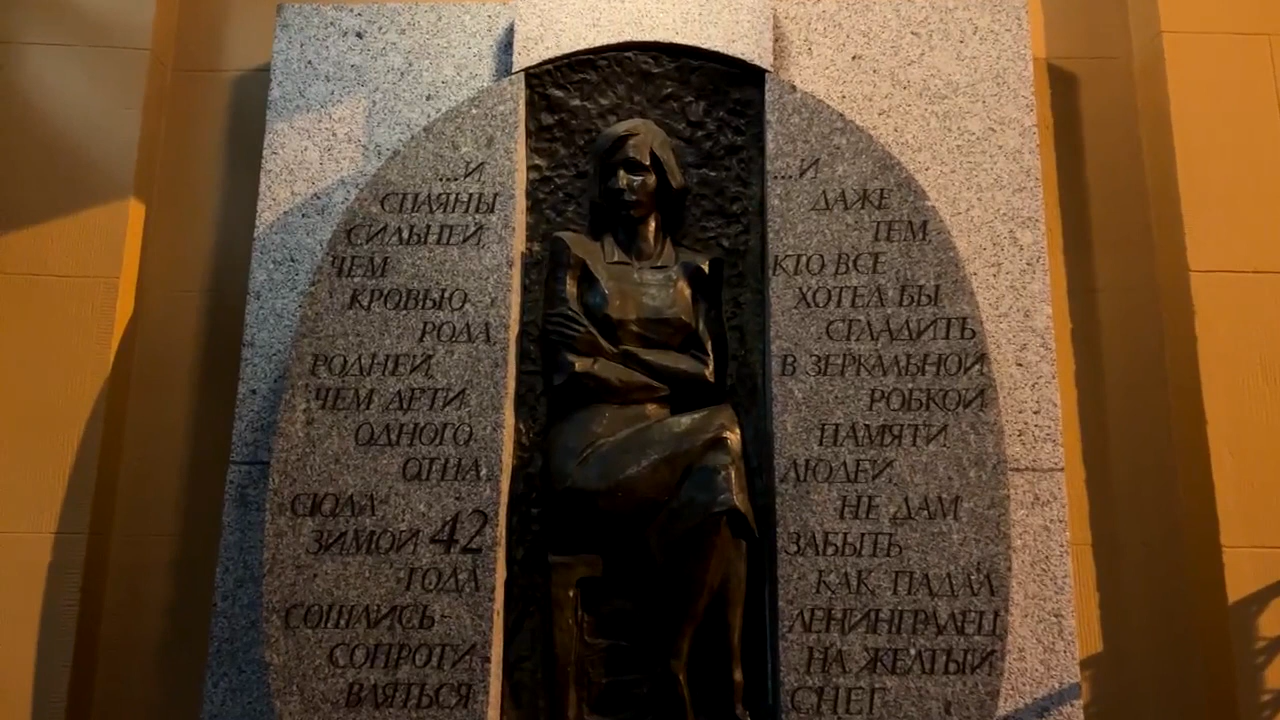 ...И
СПАЯНЫ
СИЛЬНЕЙ,
ЧЕМ
КРОВЬЮ
РОДА
РОДНЕЙ,
ЧЕМ ДЕТИ
ОДНОГО
ОТЦА,
СЮДА
ЗИМОЙ 42
ГОДА
СОШЛИСЬ-
СОПРОТИ-
ВЛЯТЬСЯ
...И
ДАЖЕ
ТЕМ,
КТО ВСЕ
ХОТЕЛ БЫ
СГЛАДИТЬ
В ЗЕРКАЛЬНОЙ
РОБКОЙ
ПАМЯТИ
ЛЮДЕЙ,
НЕ ДАМ
ЗАБЫТЬ
КАК ПАДАЛ
ЛЕНИНГРАДЕЦ
НА ЖЕЛТЫЙ
СНЕГ